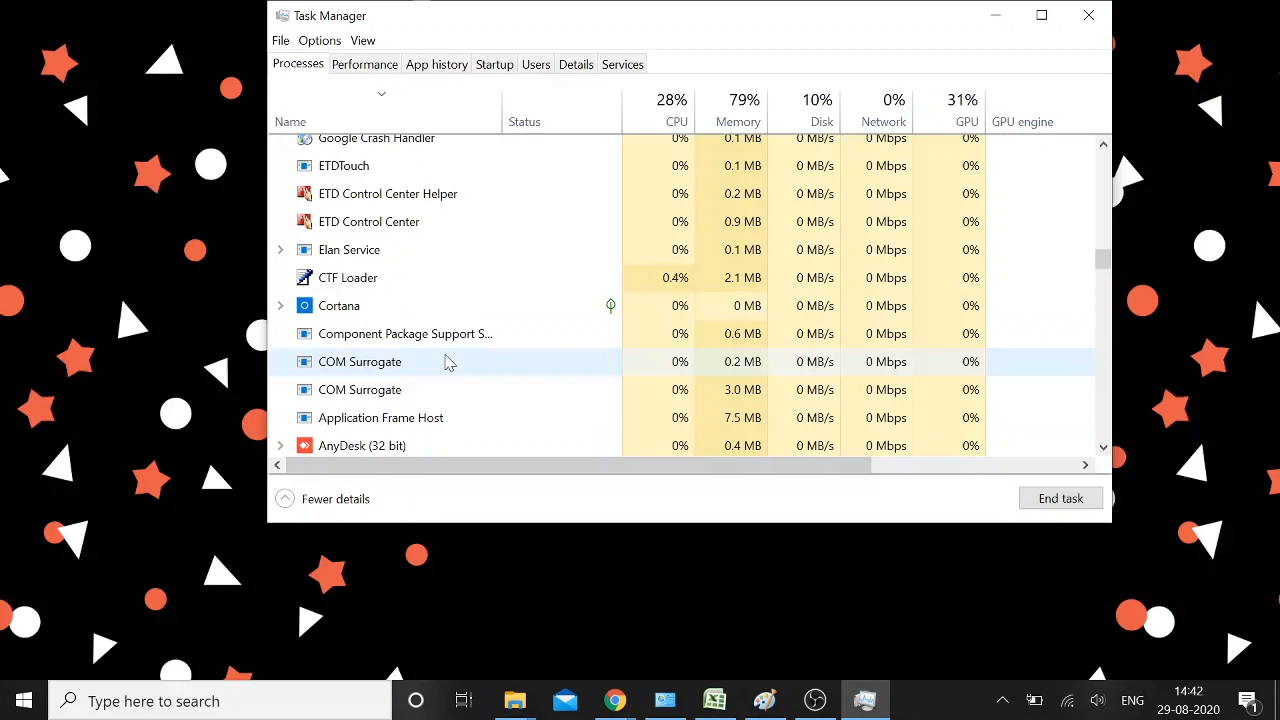 Task Manager
File Options View
Processes Performance App history Startup Users Details Services
28% 79% 10% 0% 31%
Name Status CPU Memory Disk Network GPU GPU engine
Google Crash Handler 0% 0.1 MB 0 MB/s 0 Mbps 0%
ETDTouch 0% 0.1 MB 0 MB/s 0 Mbps 0%
ETD Control Center Helper 0% 0.2 MB 0 MB/s 0 Mbps 0%
ETD Control Center 0% 0.9 MB 0 MB/s 0 Mbps 0%
Elan Service 0% 0.1 MB 0 MB/s 0 Mbps 0%
CTF Loader 0.4% 2.1 MB 0 MB/s 0 Mbps 0%
Cortana 0% 0 MB 0 MB/s 0 Mbps 0%
Component Package Support S... 0% 0.6 MB 0 MB/s 0 Mbps 0%
COM Surrogate 0% 0.2 MB 0 MB/s 0 Mbps 0%
COM Surrogate 0% 3.0 MB 0 MB/s 0 Mbps 0%
Application Frame Host 0% 7.5 MB 0 MB/s 0 Mbps 0%
AnyDesk (32 bit) 0% 0.4 MB 0 MB/s 0 Mbps 0%
Fewer details End task
Type here to search ENG 14:42
29-08-2020 1